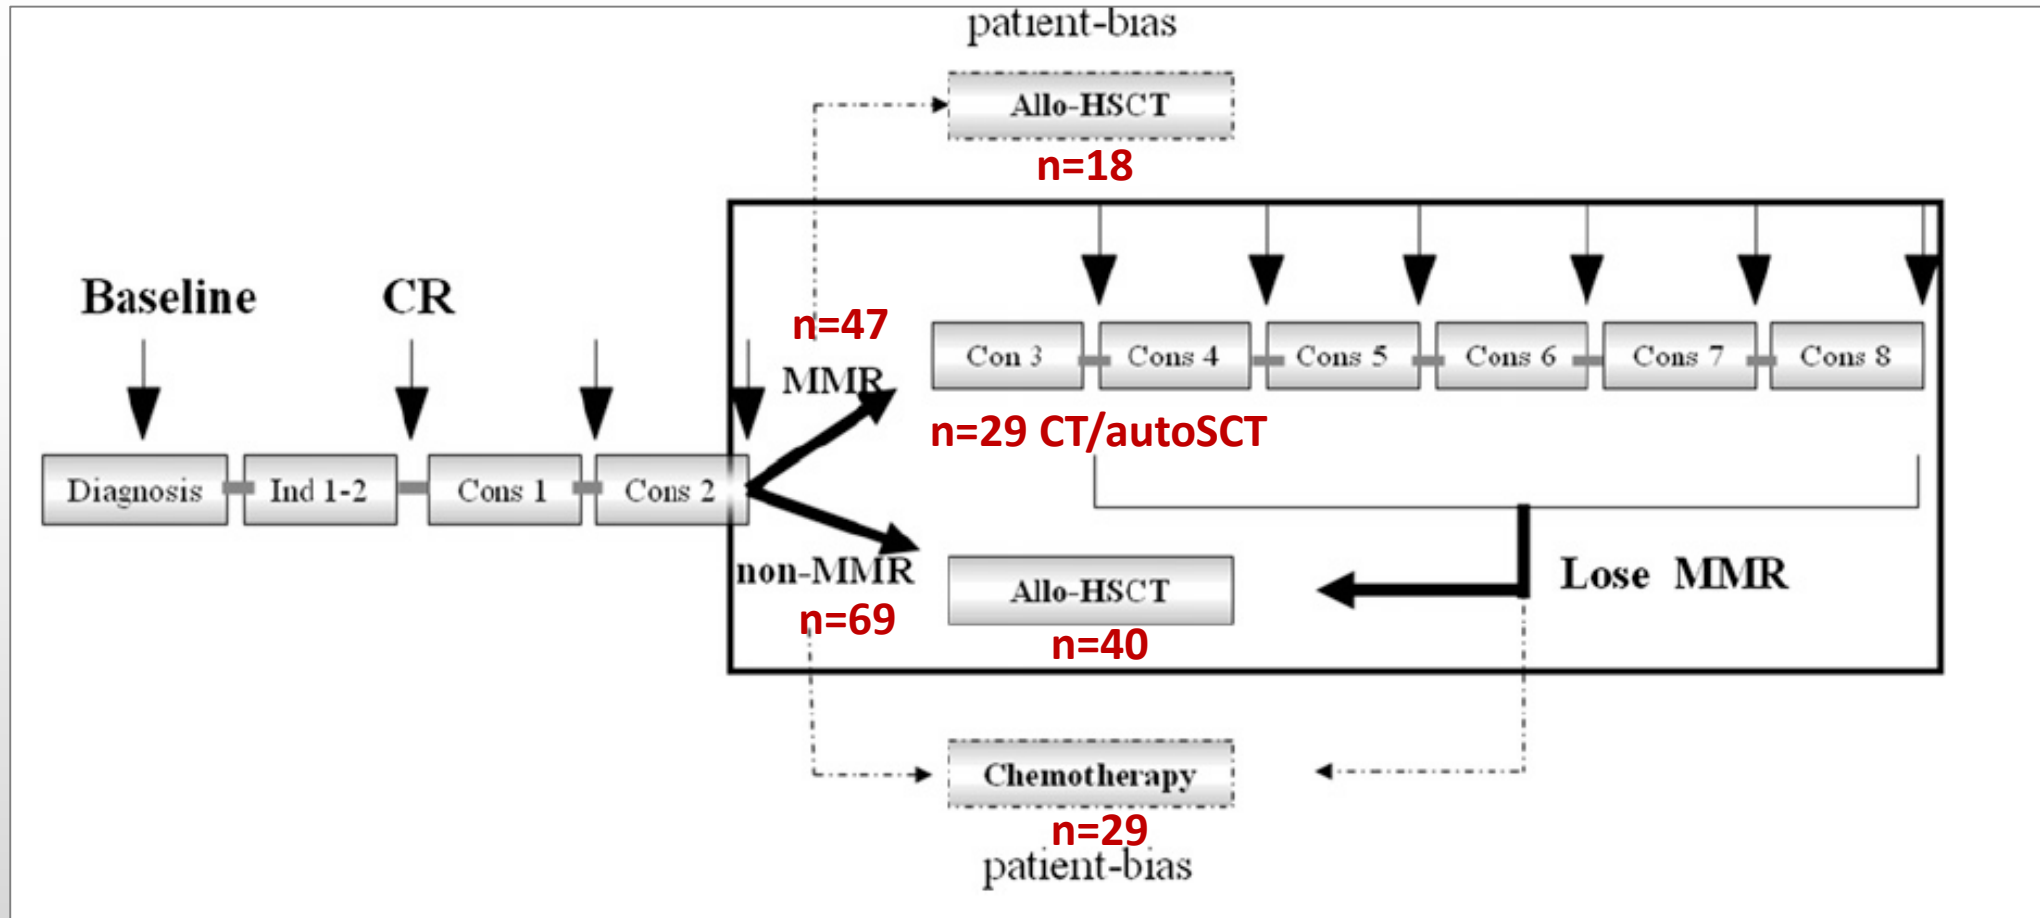 patient-bias
Allo-HSCT
n=18
Baseline
CR
n=47
MMR
Con 3
Cons 4
Cons 5
Cons 6
Cons 7
Cons 8
n=29 CT/autoSCT
Diagnosis
Ind 1-2
Cons 1
Cons 2
non-MMR
n=69
Allo-HSCT
n=40
Lose MMR
Chemotherapy
n=29
patient-bias